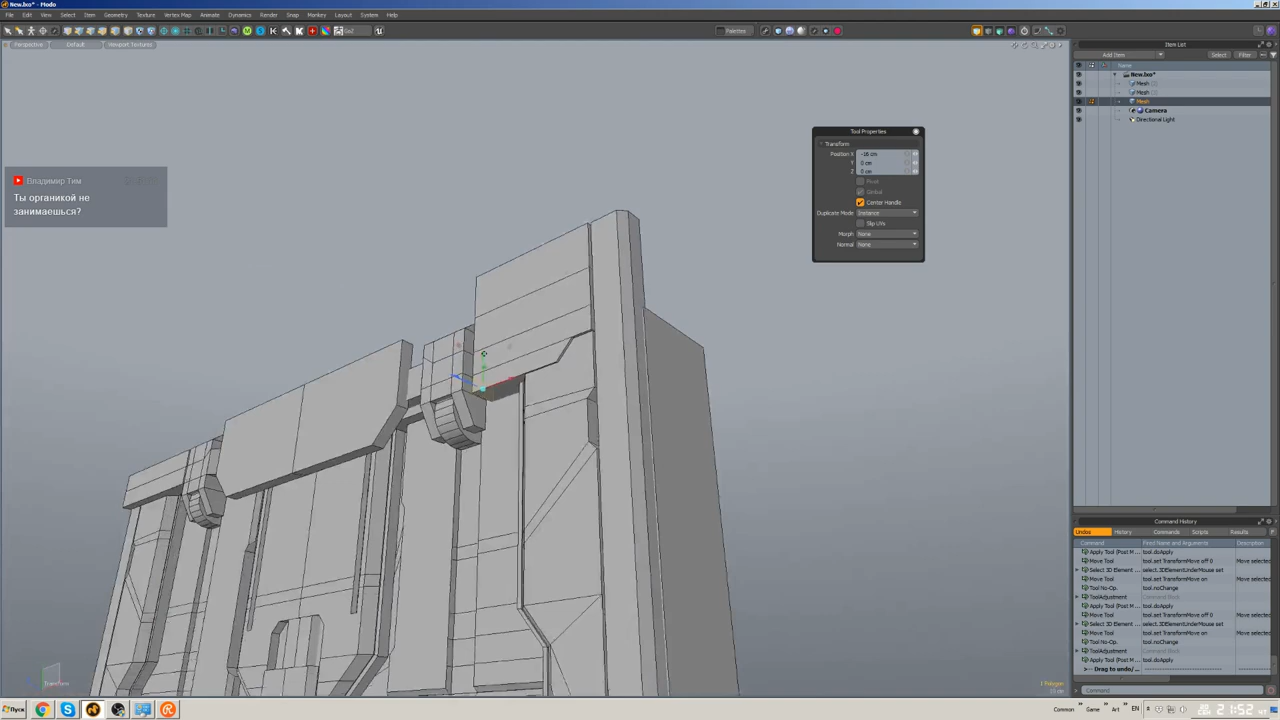 New.lxo* - Modo
File Edit View Select Item Geometry Texture Vertex Map Animate Dynamics Render Snap Monkey Layout System Help
Palettes
Perspective Default Viewport Textures
Владимир Тим
Ты органикой не
занимаешься?
Tool Properties
Transform
Position X -16 cm
Y 0 cm
Z 0 cm
Pivot
Global
Center Handle
Duplicate Mode Instance
Slip UVs
Morph None
Normal None
Item List
Add Item Select Filter
Name
New.lxo*
Mesh (2)
Mesh
Camera
Directional Light
Command History
Undos History Commands Scripts Results
Command Fired Name and Arguments Description
Apply Tool (Post M... tool.doApply
Move Tool tool.set TransformMove off 0 Move selected
Select 3D Element ... select.3DElementUnderMouse set
Move Tool tool.set TransformMove on Move selected
Tool No-Op. tool.noChange
ToolAdjustment Command Block
Apply Tool (Post M... tool.doApply
Move Tool tool.set TransformMove off 0 Move selected
Select 3D Element ... select.3DElementUnderMouse set
Move Tool tool.set TransformMove on Move selected
Tool No-Op. tool.noChange
ToolAdjustment Command Block
Apply Tool (Post M... tool.doApply
Drag to undo/
Transform
1 Polygon
Command
Пуск
Common Game Art EN